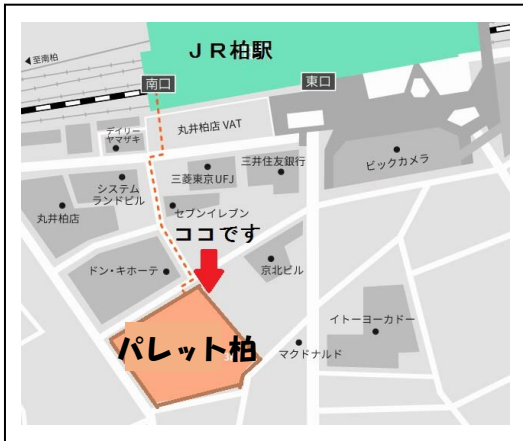 JR柏駅
◀至南柏
南口
東口
丸井柏店 VAT
デイリー
ヤマザキ
三井住友銀行
ビックカメラ
システム
ランドビル
三菱東京UFJ
丸井柏店
セブンイレブン
ココです
ドン・キホーテ
京北ビル
イトーヨーカドー
パレット柏
マクドナルド